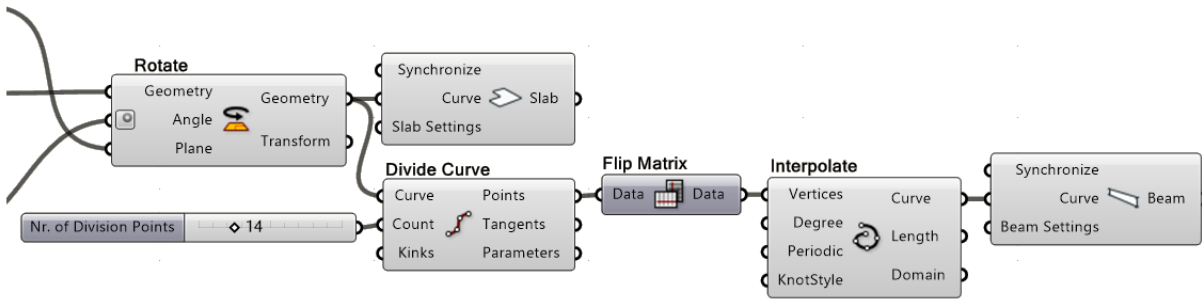 Rotate
Geometry
Angle
Plane
Geometry
Transform
Synchronize
Curve
Slab Settings
Slab
Divide Curve
Curve
Count
Kinks
Points
Tangents
Parameters
Nr. of Division Points
14
Flip Matrix
Data
Data
Interpolate
Vertices
Degree
Periodic
KnotStyle
Curve
Length
Domain
Synchronize
Curve
Beam Settings
Beam